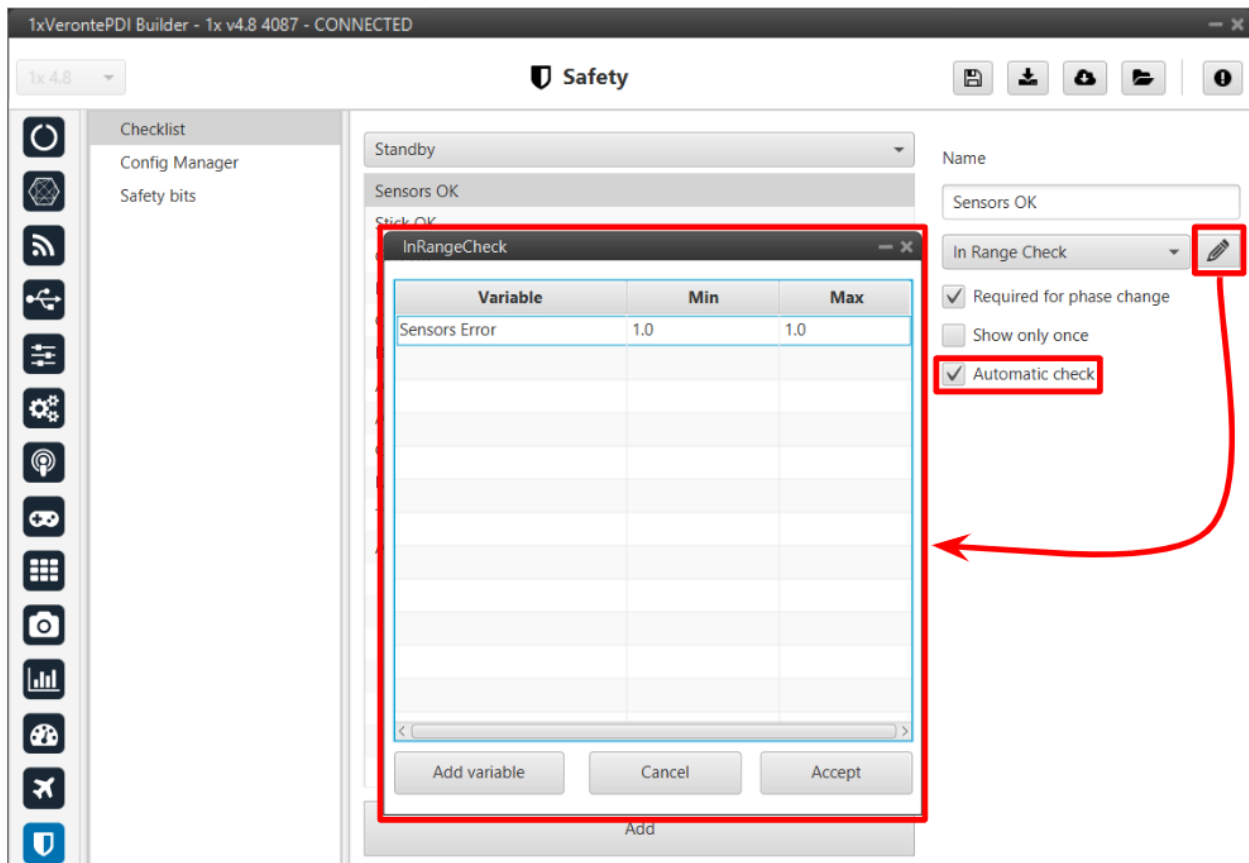 1xVerontePDI Builder - 1x v4.8 4087 - CONNECTED
1x 4.8
Safety
Checklist
Config Manager
Safety bits
Standby
Sensors OK
Stick OK
InRangeCheck
Variable Min Max
Sensors Error 1.0 1.0
Add variable Cancel Accept
Add
Name
Sensors OK
In Range Check
Required for phase change
Show only once
Automatic check